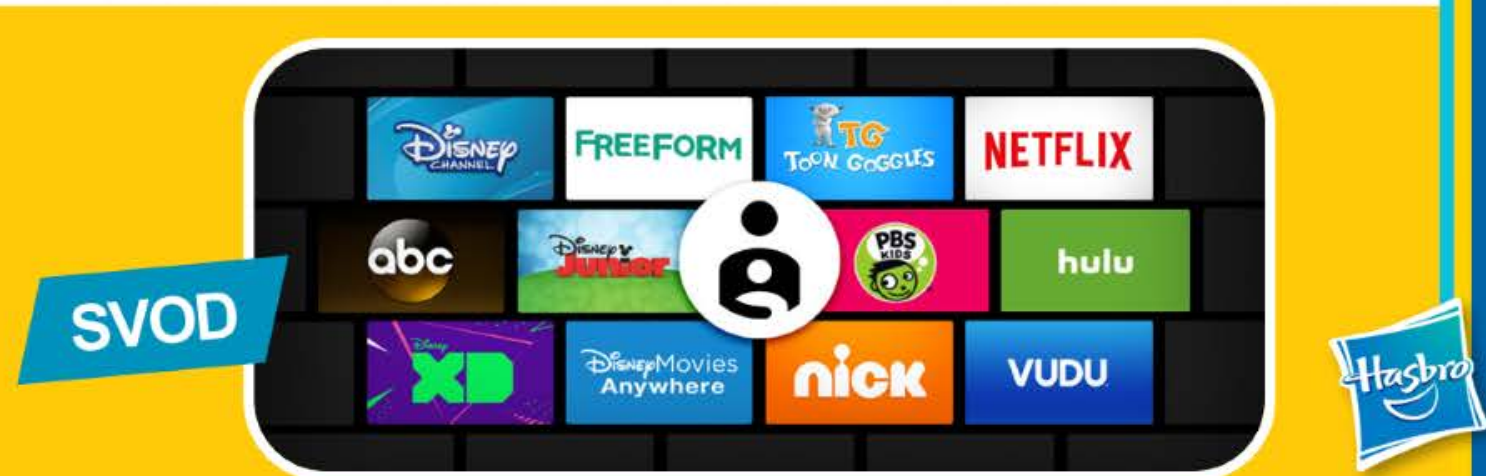 Disney
CHANNEL
FREEFORM
TG
TOON GOGGLES
NETFLIX
abc
Disney
Junior
PBS
KIDS
hulu
SVOD
Disney
XD
Disney Movies
Anywhere
nick
VUDU
Hasbro